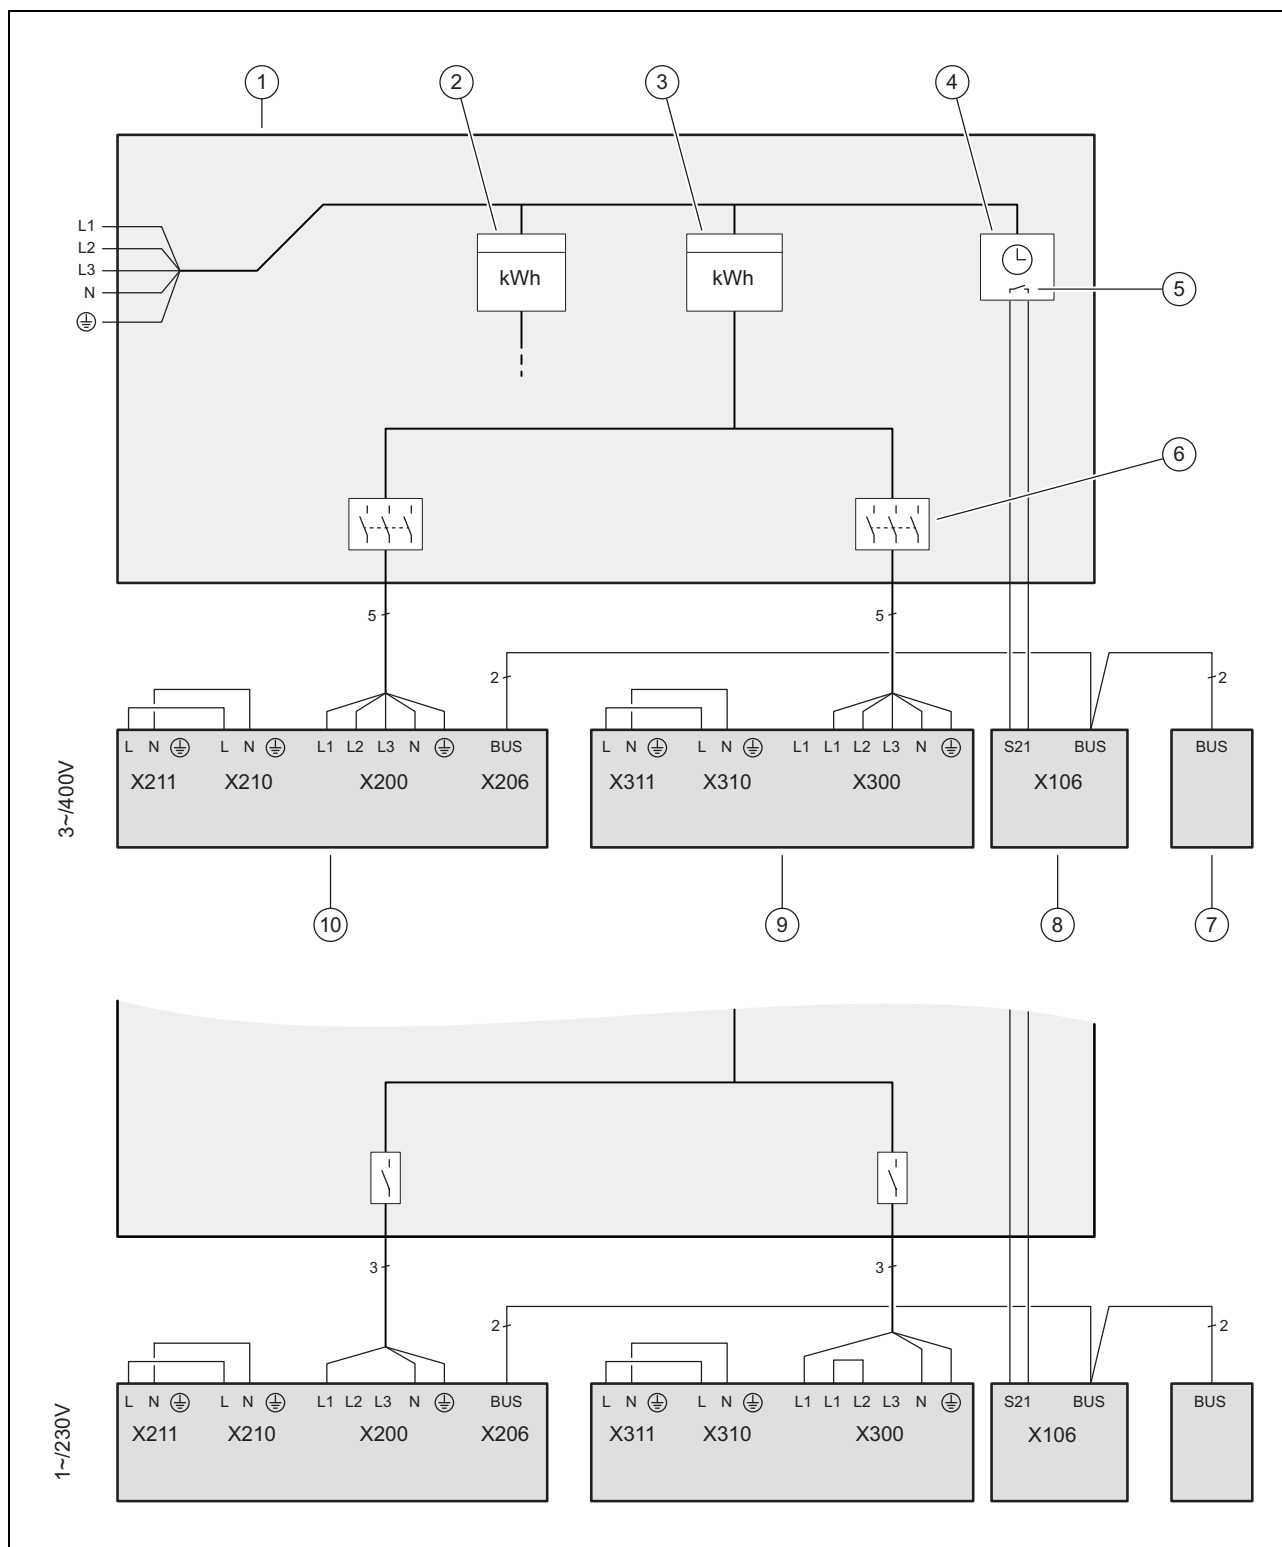 1 2 3 4
L1
L2
L3
N
kWh kWh
5
6
5 5
2 2
L N L N L1 L2 L3 N BUS L N L N L1 L1 L2 L3 N S21 BUS BUS
X211 X210 X200 X206 X311 X310 X300 X106
3~/400V
10 9 8 7
3 3
2 2
L N L N L1 L2 L3 N BUS L N L N L1 L1 L2 L3 N S21 BUS BUS
X211 X210 X200 X206 X311 X310 X300 X106
1~/230V